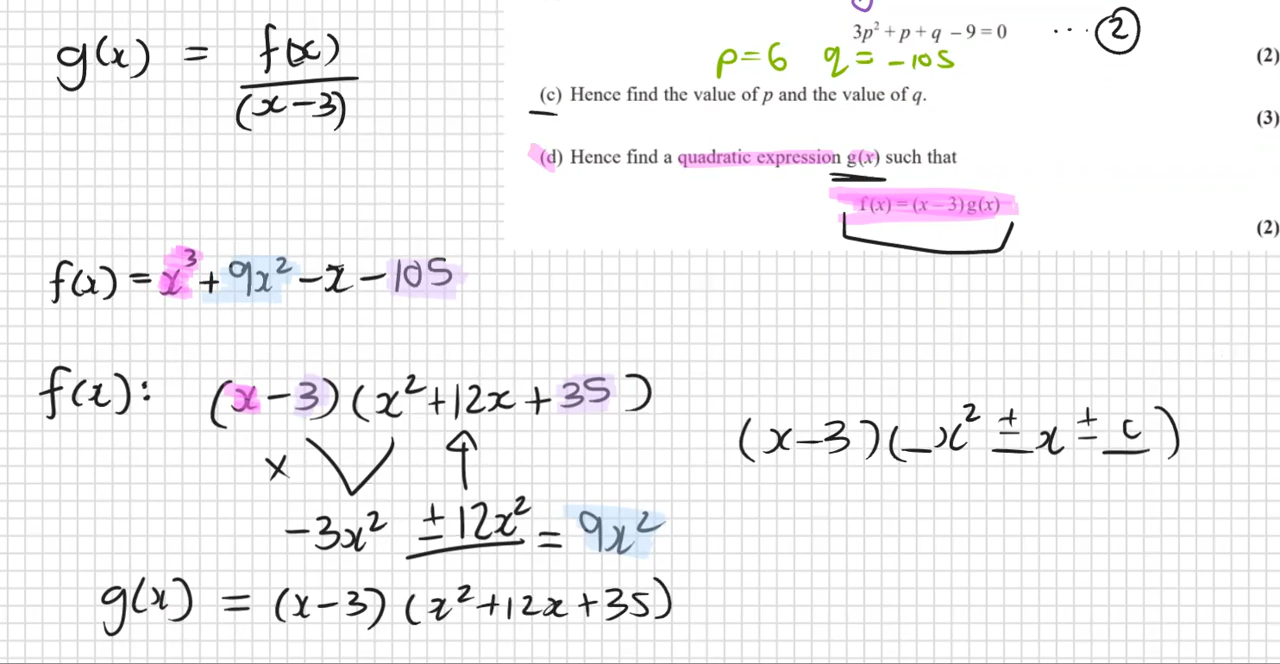 g(x) = f(x)/(x-3)
3p² + p + q - 9 = 0 ... ②
(2)
p=6 q=-105
(c) Hence find the value of p and the value of q.
(3)
(d) Hence find a quadratic expression g(x) such that
f(x) = (x - 3)g(x)
(2)
f(x) = x³ + 9x² - x - 105
f(x): (x-3)(x²+12x+35)
(x-3)(_x² ± x ± c)
×
-3x² ± 12x² = 9x²
g(x) = (x-3)(x²+12x+35)